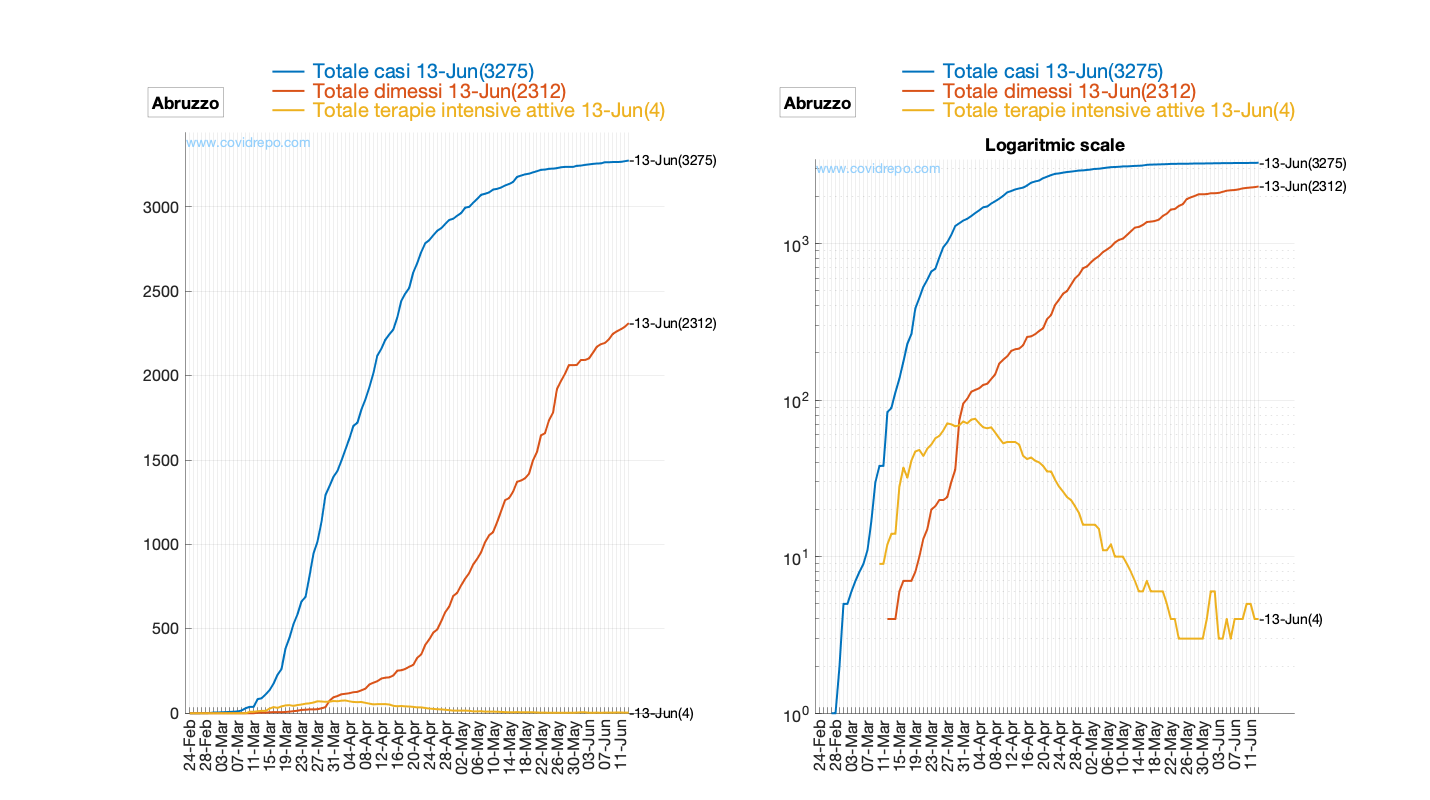 Totale casi 13-Jun(3275)
Totale dimessi 13-Jun(2312)
Totale terapie intensive attive 13-Jun(4)
Abruzzo
www.covidrepo.com
3000
2500
2000
1500
1000
500
0
-13-Jun(3275)
-13-Jun(2312)
-13-Jun(4)
24-Feb
28-Feb
03-Mar
07-Mar
11-Mar
15-Mar
19-Mar
23-Mar
27-Mar
31-Mar
04-Apr
08-Apr
12-Apr
16-Apr
20-Apr
24-Apr
28-Apr
02-May
06-May
10-May
14-May
18-May
22-May
26-May
30-May
03-Jun
07-Jun
11-Jun
Totale casi 13-Jun(3275)
Totale dimessi 13-Jun(2312)
Totale terapie intensive attive 13-Jun(4)
Abruzzo
Logaritmic scale
www.covidrepo.com
10^3
10^2
10^1
10^0
-13-Jun(3275)
-13-Jun(2312)
-13-Jun(4)
24-Feb
28-Feb
03-Mar
07-Mar
11-Mar
15-Mar
19-Mar
23-Mar
27-Mar
31-Mar
04-Apr
08-Apr
12-Apr
16-Apr
20-Apr
24-Apr
28-Apr
02-May
06-May
10-May
14-May
18-May
22-May
26-May
30-May
03-Jun
07-Jun
11-Jun